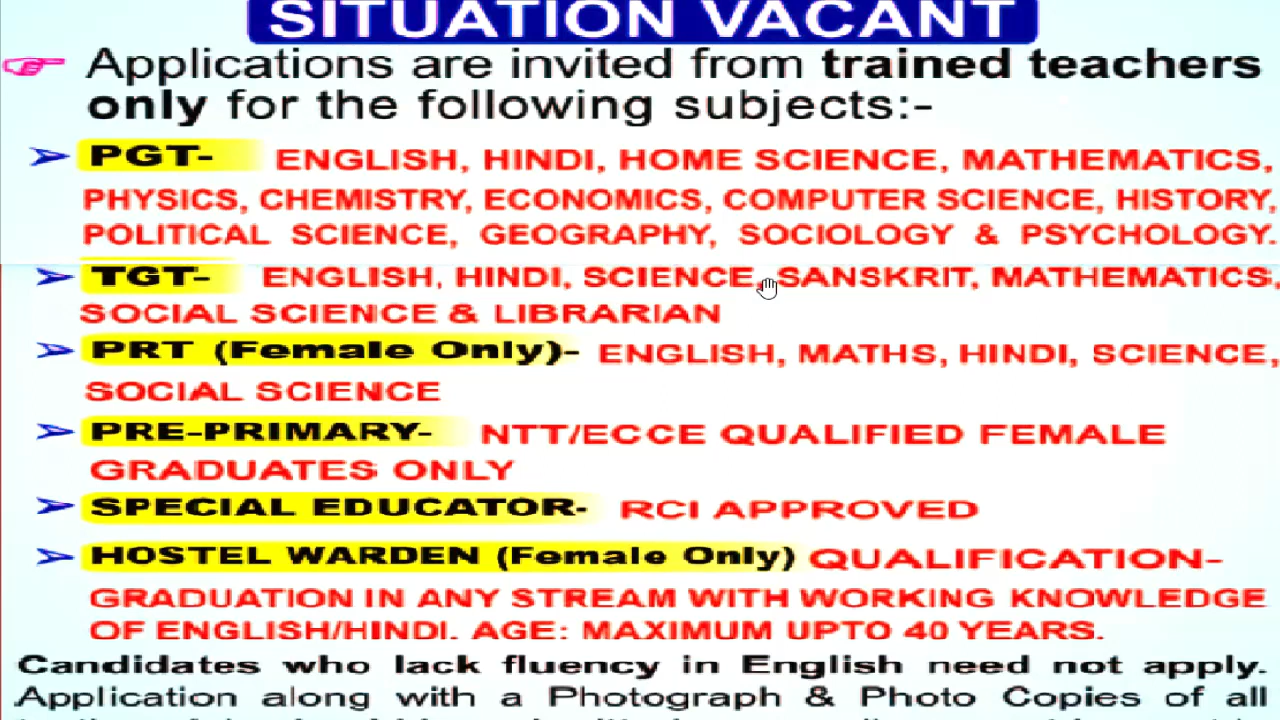 SITUATION VACANT
Applications are invited from trained teachers
only for the following subjects:-
PGT- ENGLISH, HINDI, HOME SCIENCE, MATHEMATICS,
PHYSICS, CHEMISTRY, ECONOMICS, COMPUTER SCIENCE, HISTORY,
POLITICAL SCIENCE, GEOGRAPHY, SOCIOLOGY & PSYCHOLOGY.
TGT- ENGLISH, HINDI, SCIENCE, SANSKRIT, MATHEMATICS,
SOCIAL SCIENCE & LIBRARIAN
PRT (Female Only)- ENGLISH, MATHS, HINDI, SCIENCE,
SOCIAL SCIENCE
PRE-PRIMARY- NTT/ECCE QUALIFIED FEMALE
GRADUATES ONLY
SPECIAL EDUCATOR- RCI APPROVED
HOSTEL WARDEN (Female Only) QUALIFICATION-
GRADUATION IN ANY STREAM WITH WORKING KNOWLEDGE
OF ENGLISH/HINDI. AGE: MAXIMUM UPTO 40 YEARS.
Candidates who lack fluency in English need not apply.
Application along with a Photograph & Photo Copies of all